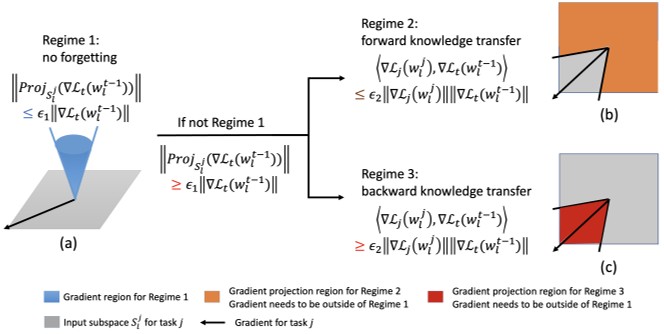 Regime 1:
no forgetting
‖Proj_{S_l^j}(∇ℒ_t(w_l^{t−1}))‖
≤ ϵ_1‖∇ℒ_t(w_l^{t−1})‖
(a)
If not Regime 1
‖Proj_{S_l^j}(∇ℒ_t(w_l^{t−1}))‖
≥ ϵ_1‖∇ℒ_t(w_l^{t−1})‖
Regime 2:
forward knowledge transfer
⟨∇ℒ_j(w_l^j), ∇ℒ_t(w_l^{t−1})⟩
≤ ϵ_2‖∇ℒ_j(w_l^j)‖‖∇ℒ_t(w_l^{t−1})‖
(b)
Regime 3:
backward knowledge transfer
⟨∇ℒ_j(w_l^j), ∇ℒ_t(w_l^{t−1})⟩
≥ ϵ_2‖∇ℒ_j(w_l^j)‖‖∇ℒ_t(w_l^{t−1})‖
(c)
Gradient region for Regime 1
Gradient projection region for Regime 2
Gradient needs to be outside of Regime 1
Gradient projection region for Regime 3
Gradient needs to be outside of Regime 1
Input subspace S_l^j for task j
Gradient for task j